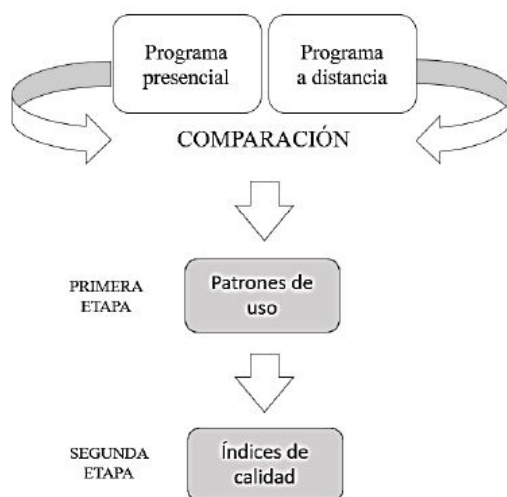 Programa
presencial
Programa
a distancia
COMPARACIÓN
PRIMERA
ETAPA
Patrones de
uso
SEGUNDA
ETAPA
Índices de
calidad